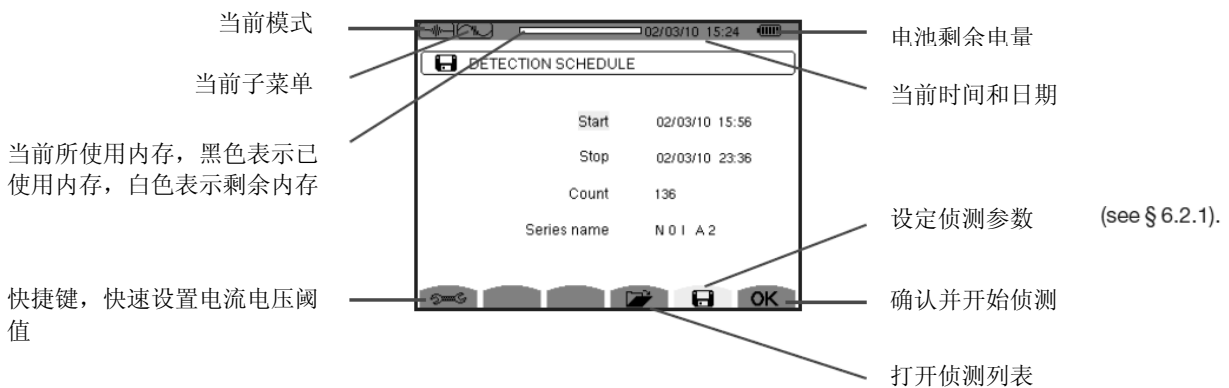 当前模式
当前子菜单
当前所使用内存，黑色表示已
使用内存，白色表示剩余内存
快捷键，快速设置电流电压阈
值
02/03/10 15:24
DETECTION SCHEDULE
Start 02/03/10 15:56
Stop 02/03/10 23:36
Count 136
Series name N 0 I A 2
OK
电池剩余电量
当前时间和日期
设定侦测参数 (see § 6.2.1).
确认并开始侦测
打开侦测列表